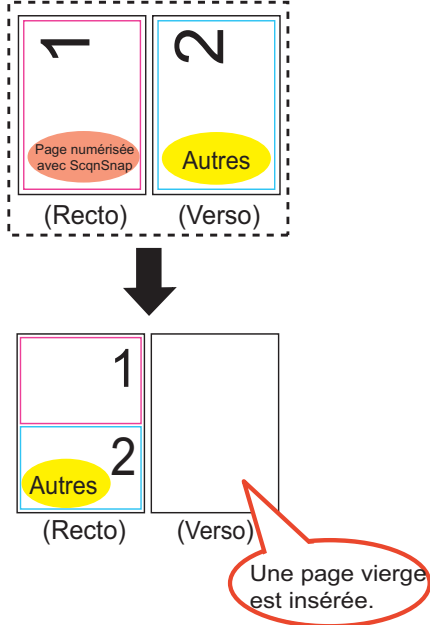 1
2
Page numérisée
avec ScqnSnap
Autres
(Recto)
(Verso)
1
2
Autres
(Recto)
(Verso)
Une page vierge
est insérée.